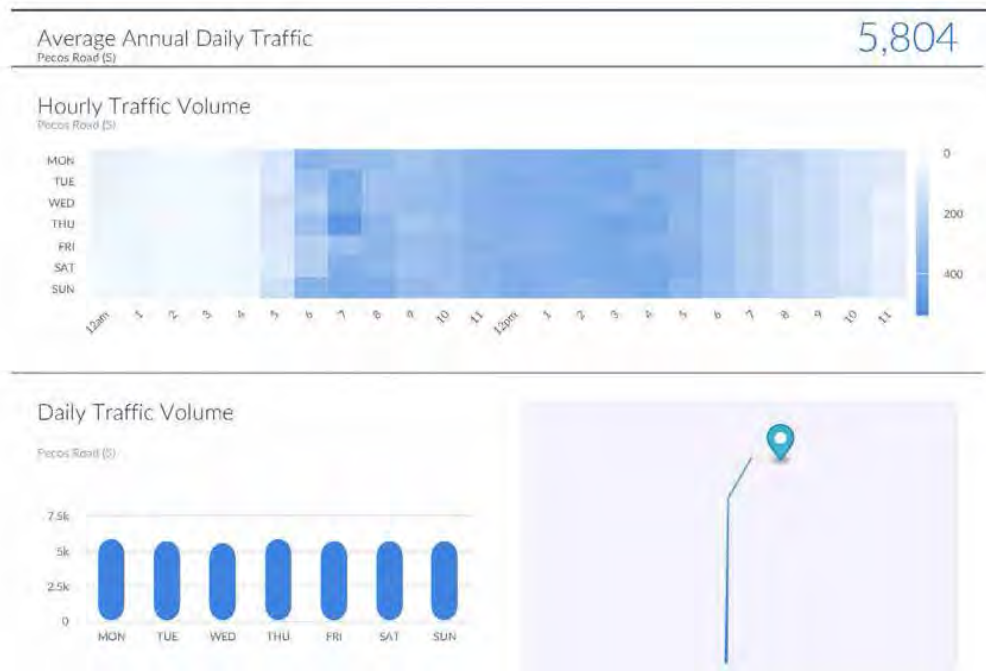 Average Annual Daily Traffic
Pecos Road (S)
5,804
Hourly Traffic Volume
Pecos Road (S)
MON
TUE
WED
THU
FRI
SAT
SUN
12am 1 2 3 4 5 6 7 8 9 10 11 12pm 1 2 3 4 5 6 7 8 9 10 11
0
200
400
Daily Traffic Volume
Pecos Road (S)
7.5k
5k
2.5k
0
MON TUE WED THU FRI SAT SUN